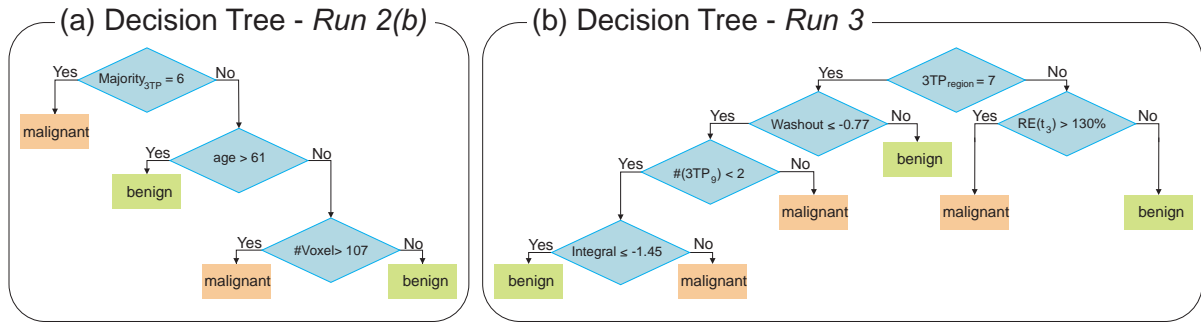 (a) Decision Tree - Run 2(b)
Yes
Majority3TP = 6
No
malignant
Yes
age > 61
No
benign
Yes
#Voxel> 107
No
malignant
benign
(b) Decision Tree - Run 3
Yes
3TPregion = 7
No
Yes
Washout ≤ -0.77
No
Yes
RE(t3) > 130%
No
benign
Yes
#(3TP9) < 2
No
malignant
malignant
benign
Yes
Integral ≤ -1.45
No
benign
malignant